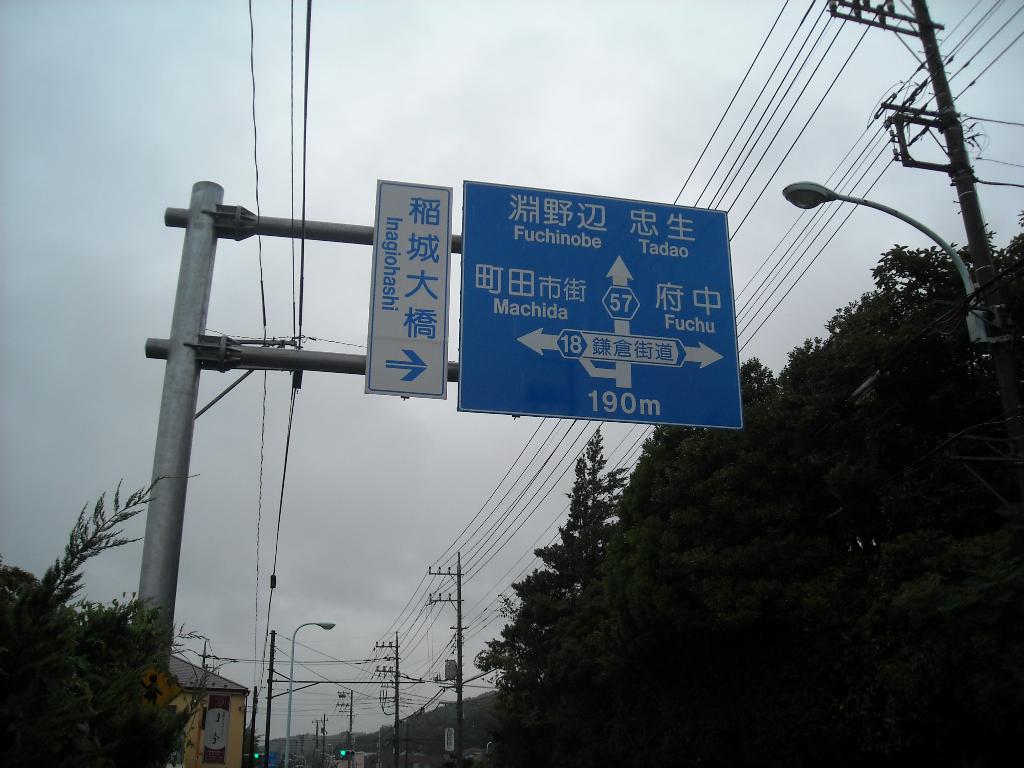 稲城大橋
Inagiohashi
淵野辺 忠生
Fuchinobe Tadao
町田市街 57 府中
Machida Fuchu
18 鎌倉街道
190m